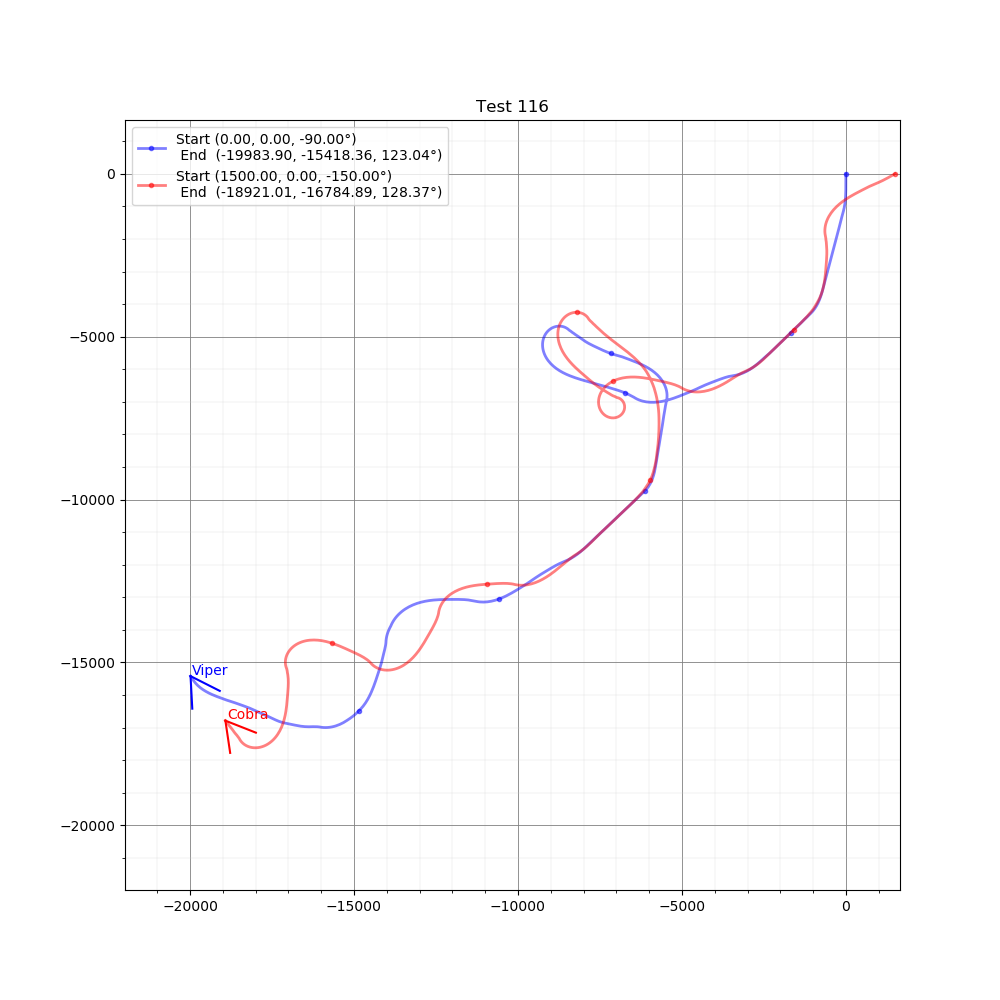 Test 116
Start (0.00, 0.00, -90.00°)
End  (-19983.90, -15418.36, 123.04°)
Start (1500.00, 0.00, -150.00°)
End  (-18921.01, -16784.89, 128.37°)
0
−5000
−10000
−15000
−20000
Viper
Cobra
−20000
−15000
−10000
−5000
0